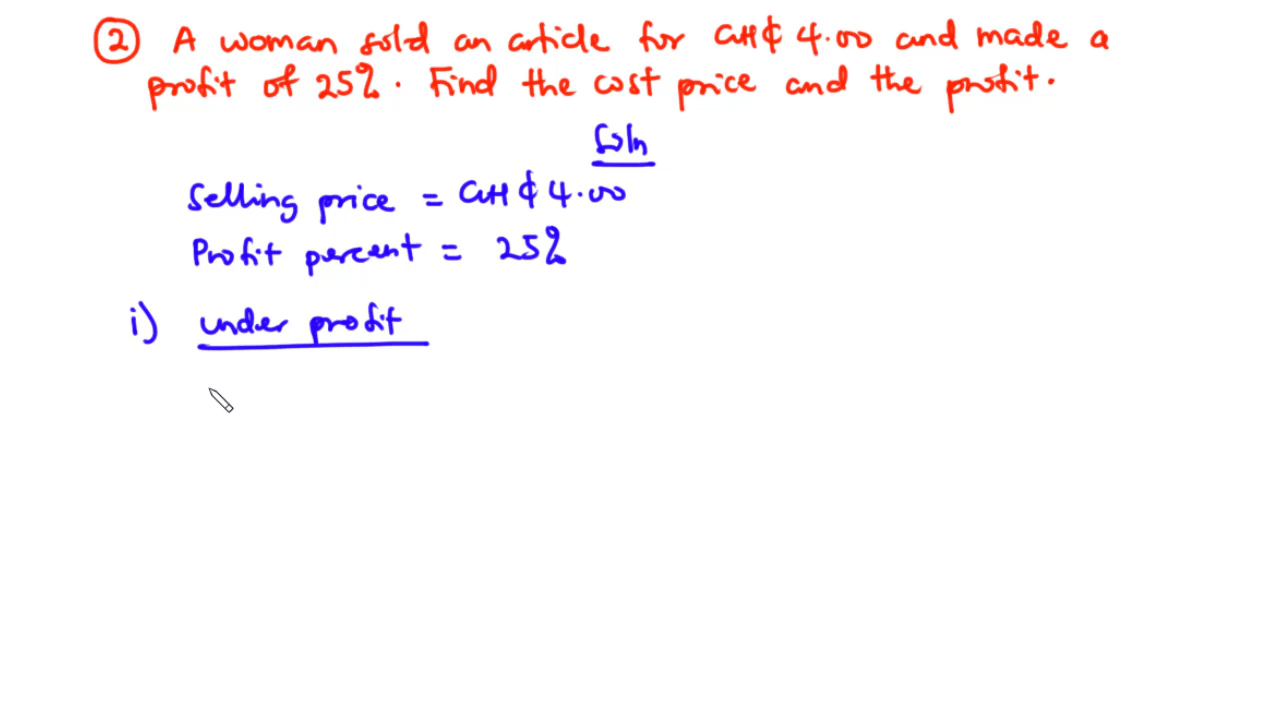 ② A woman sold an article for GH₵ 4.00 and made a
profit of 25%. Find the cost price and the profit.
Soln
Selling price = GH₵ 4.00
Profit percent = 25%
i) under profit